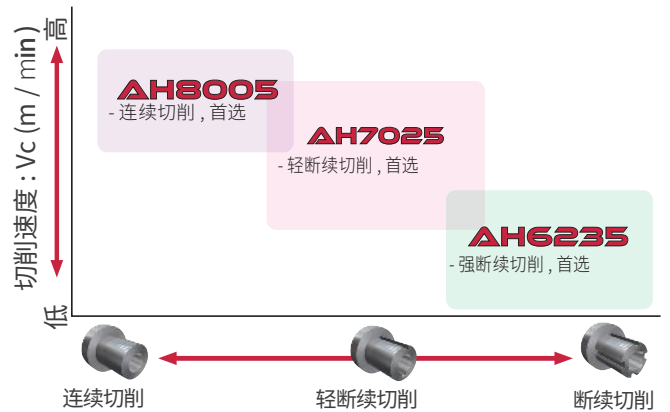 高
切削速度 : Vc (m / min )
低
AH8005
- 连续切削 , 首选
AH7025
- 轻断续切削 , 首选
AH6235
- 强断续切削 , 首选
连续切削
轻断续切削
断续切削